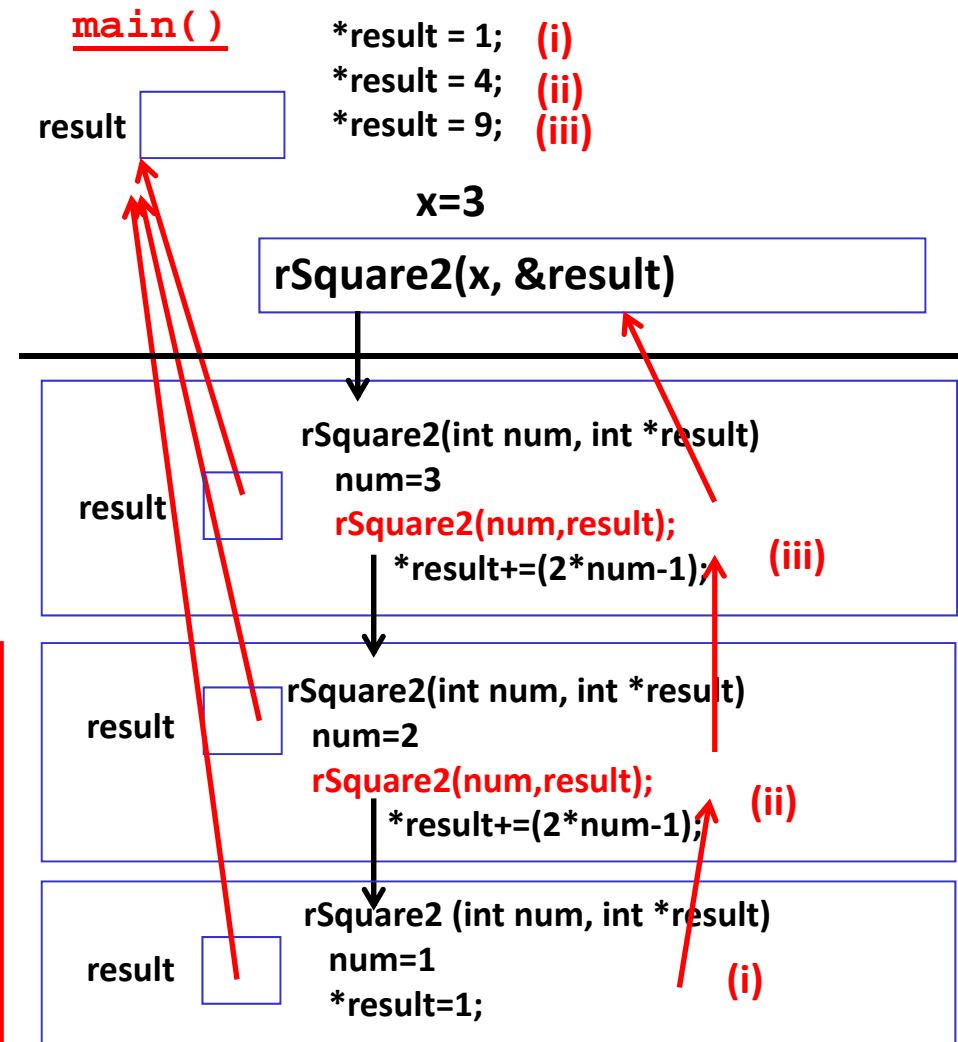 main()
*result = 1; (i)
*result = 4; (ii)
*result = 9; (iii)
result
x=3
rSquare2(x, &result)
rSquare2(int num, int *result)
num=3
result
rSquare2(num,result);
*result+=(2*num-1);
(iii)
rSquare2(int num, int *result)
result
num=2
rSquare2(num,result);
*result+=(2*num-1);
(ii)
rSquare2 (int num, int *result)
result
num=1
(i)
*result=1;